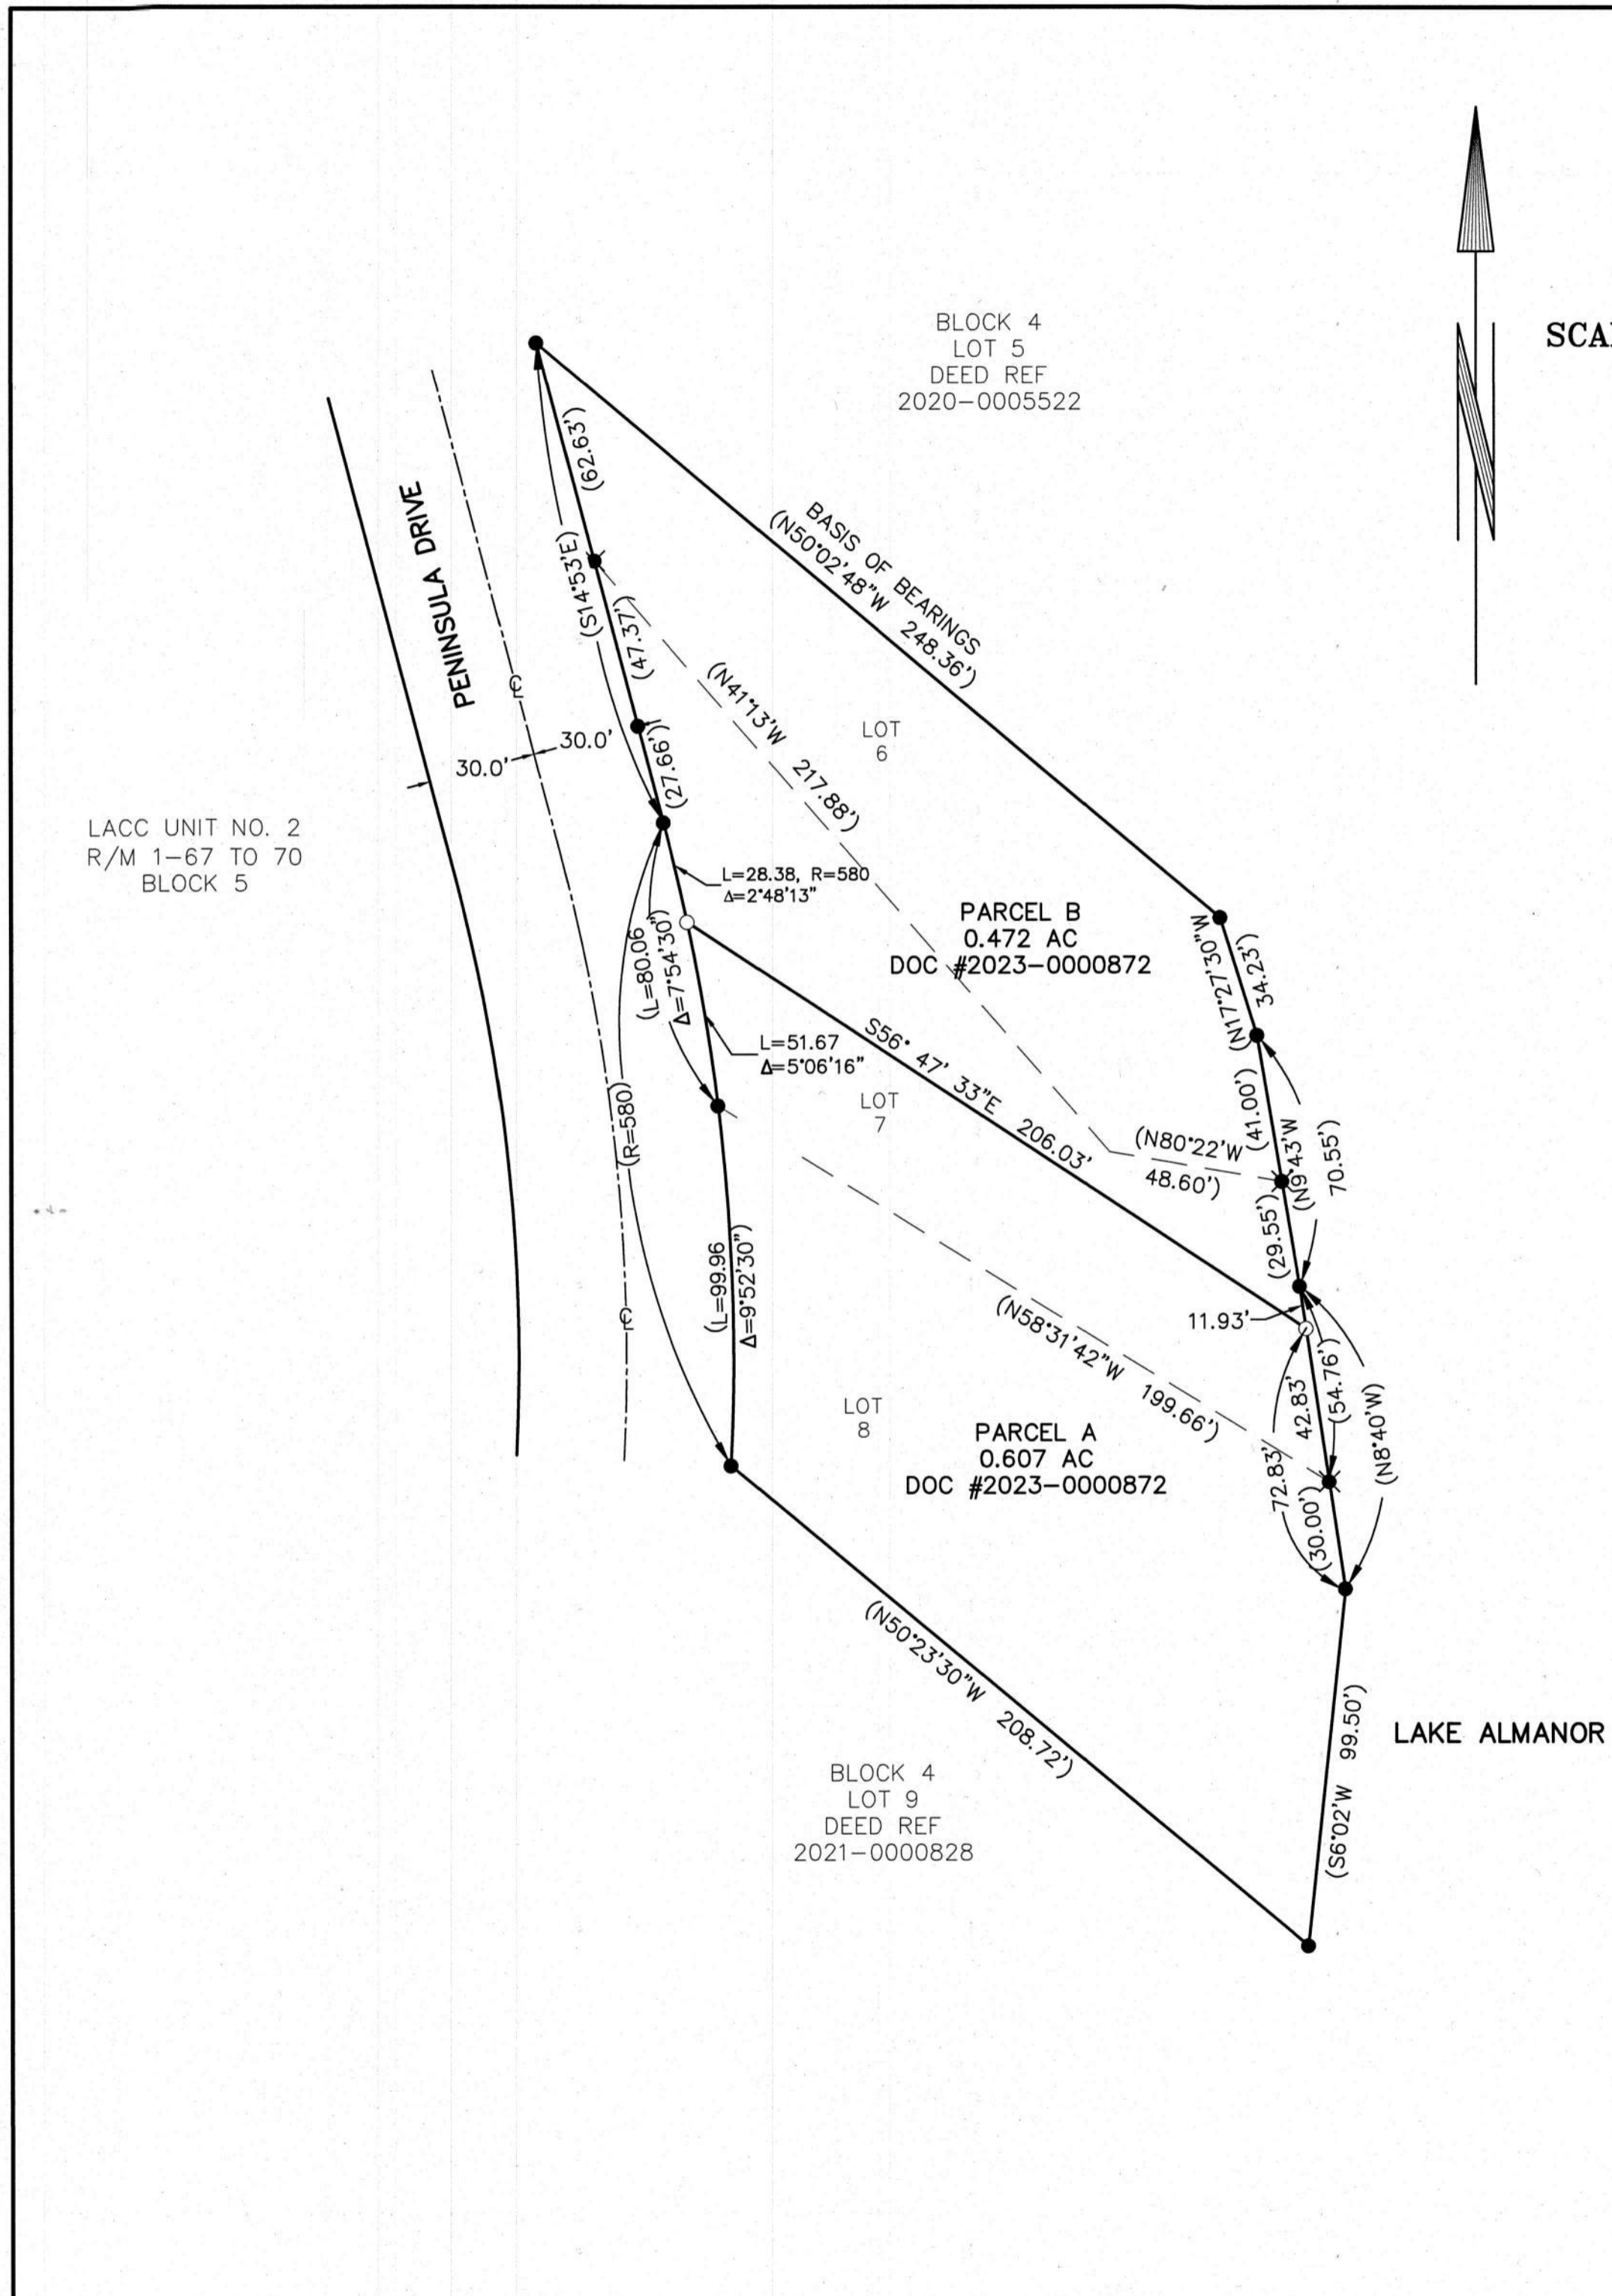 SCA
BLOCK 4
LOT 5
DEED REF
2020-0005522
(62.63')
PENINSULA DRIVE
(S14°53'E)
BASIS OF BEARINGS
(N50°02'48"W 248.36')
(47.37')
(N41°13'W 217.88')
LOT
6
℄
30.0'
30.0'
(27.66')
LACC UNIT NO. 2
R/M 1-67 TO 70
BLOCK 5
L=28.38, R=580
Δ=2°48'13"
PARCEL B
0.472 AC
DOC #2023-0000872
(N17°27'30"W
34.23')
(L=80.06
Δ=7°54'30")
L=51.67
Δ=5°06'16"
S56° 47' 33"E 206.03'
LOT
7
(R=580)
(41.00')
(N80°22'W
48.60')
(N9°43'W
70.55')
(29.55')
(L=99.96
Δ=9°52'30")
℄
(N58°31'42"W 199.66')
11.93'
(54.76')
42.83'
(N8°40'W)
LOT
8
PARCEL A
0.607 AC
DOC #2023-0000872
72.83'
(30.00')
(N50°23'30"W 208.72')
(S6°02'W 99.50')
LAKE ALMANOR
BLOCK 4
LOT 9
DEED REF
2021-0000828